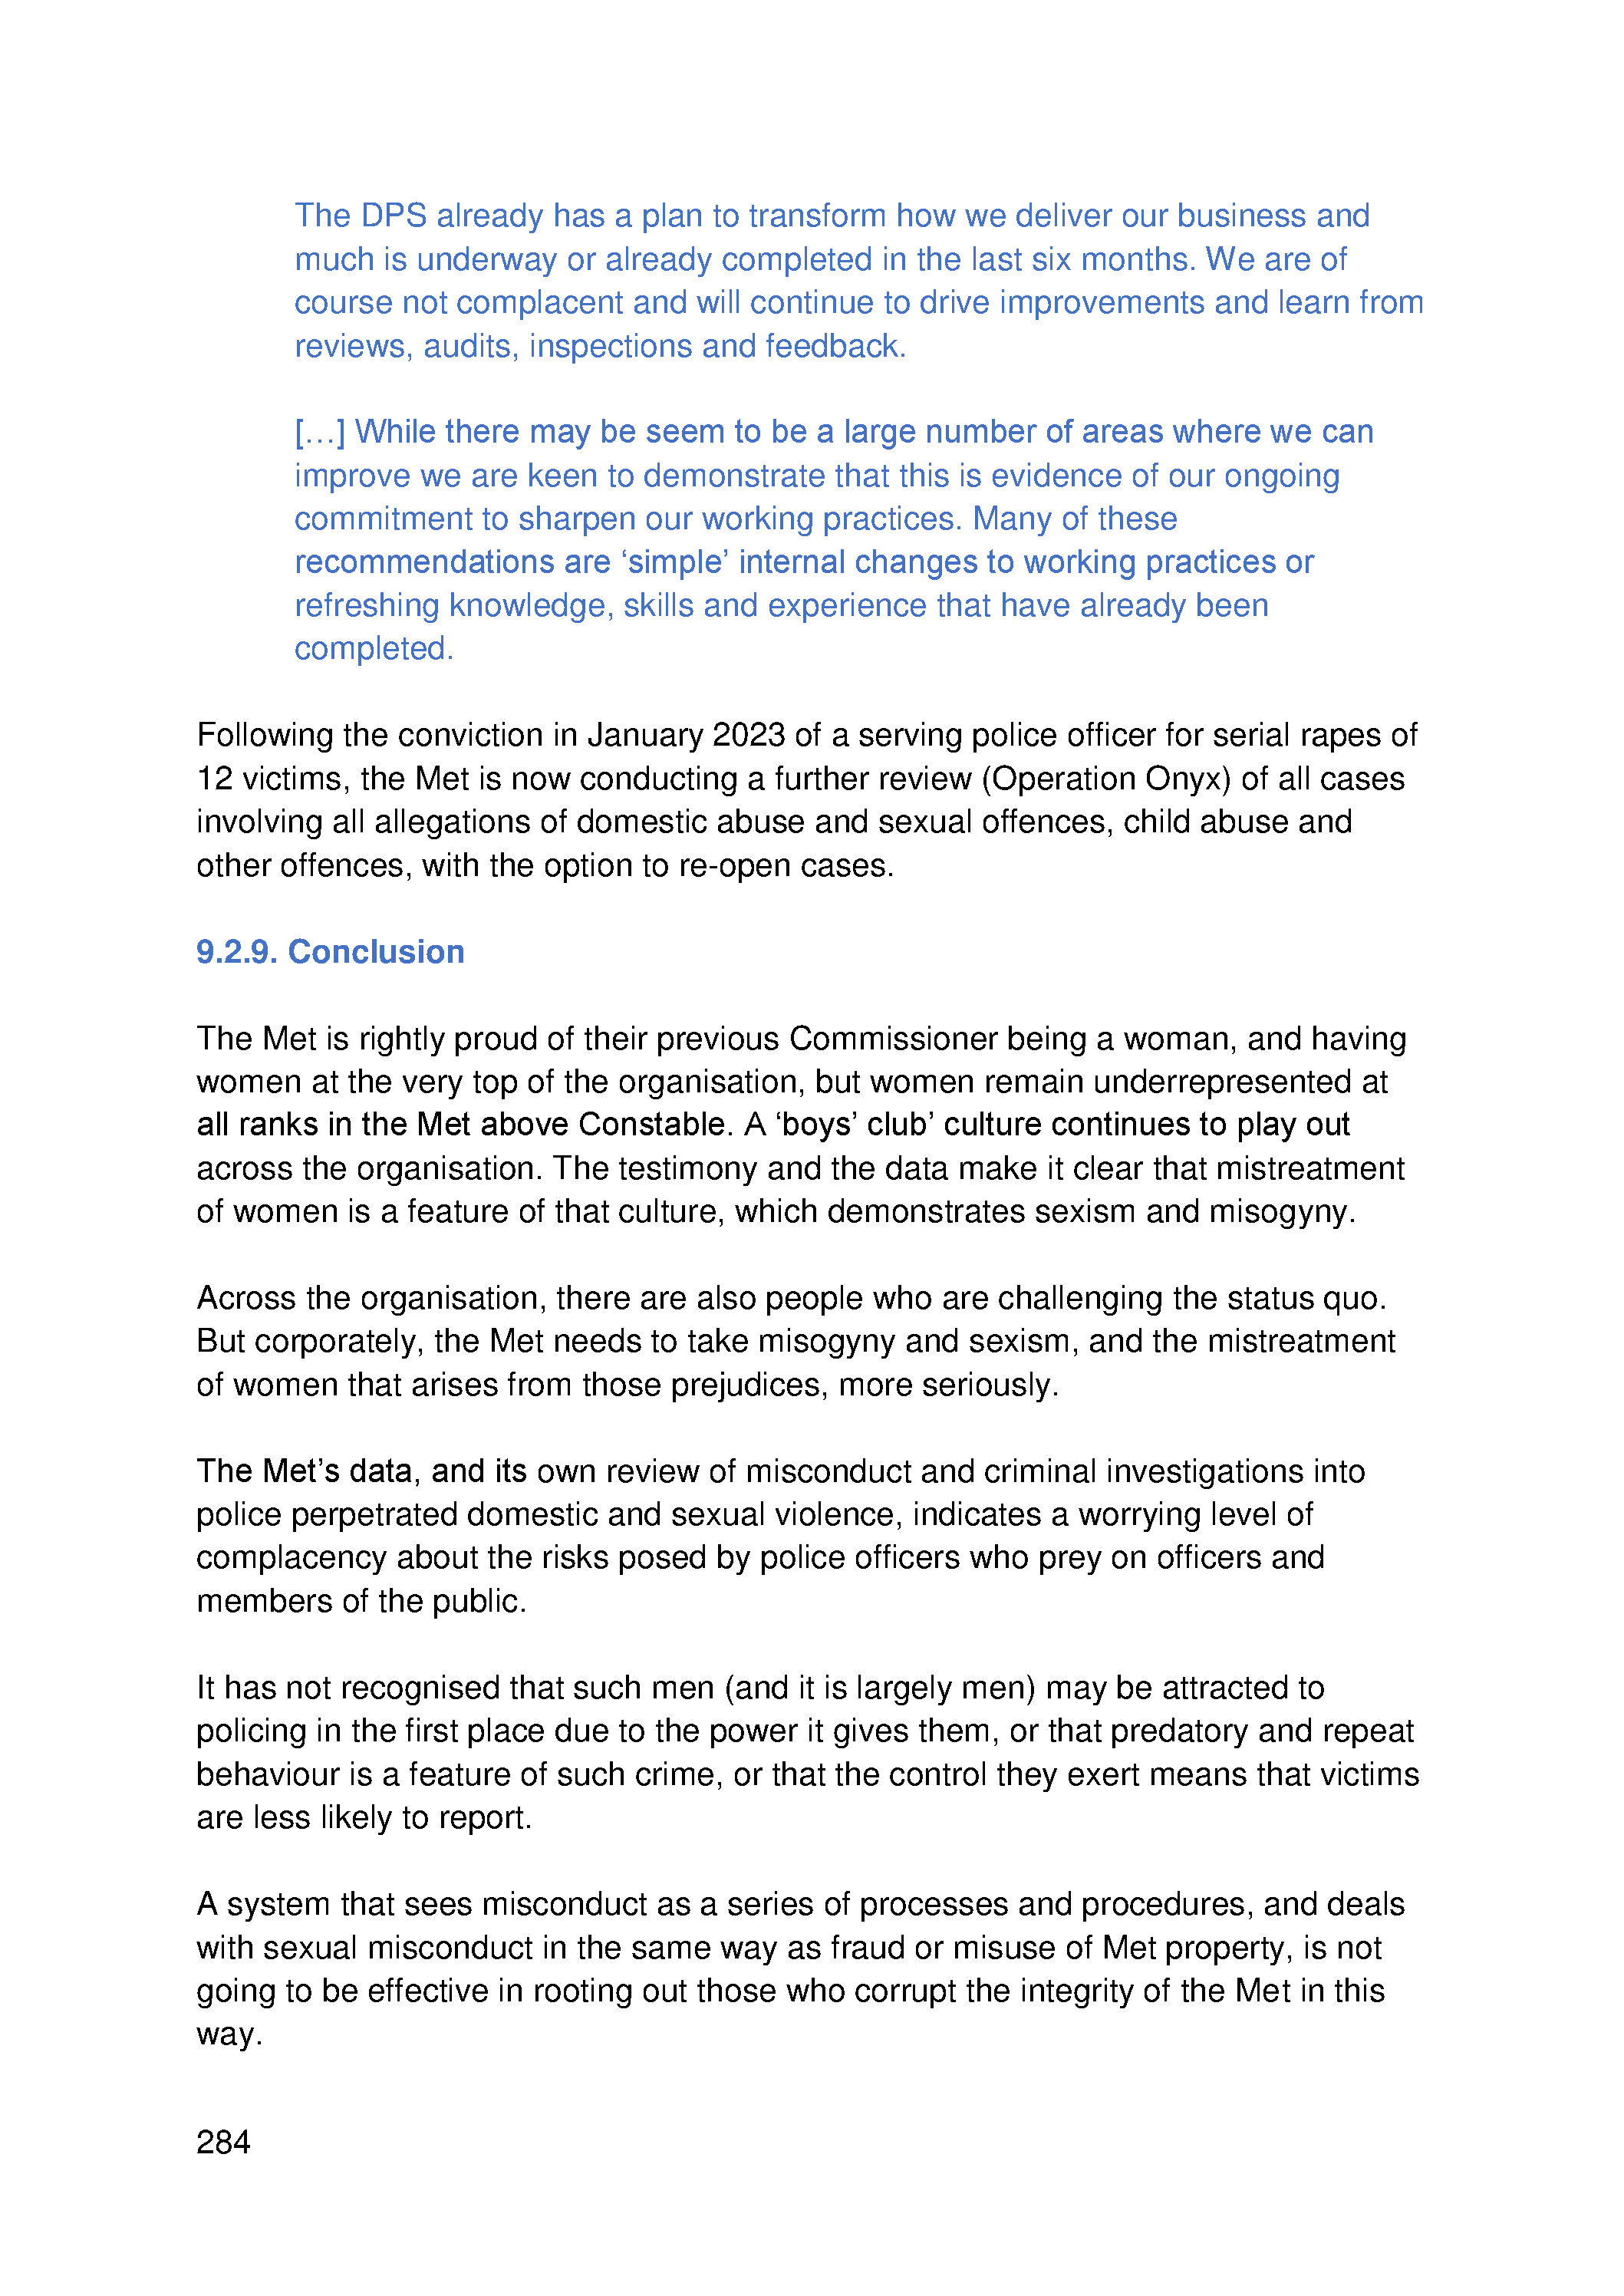 The DPS already has a plan to transform how we deliver our business and
much is underway or already completed in the last six months. We are of
course not complacent and will continue to drive improvements and learn from
reviews, audits, inspections and feedback.
[…] While there may be seem to be a large number of areas where we can
improve we are keen to demonstrate that this is evidence of our ongoing
commitment to sharpen our working practices. Many of these
recommendations are ‘simple’ internal changes to working practices or
refreshing knowledge, skills and experience that have already been
completed.
Following the conviction in January 2023 of a serving police officer for serial rapes of
12 victims, the Met is now conducting a further review (Operation Onyx) of all cases
involving all allegations of domestic abuse and sexual offences, child abuse and
other offences, with the option to re-open cases.
9.2.9. Conclusion
The Met is rightly proud of their previous Commissioner being a woman, and having
women at the very top of the organisation, but women remain underrepresented at
all ranks in the Met above Constable. A ‘boys’ club’ culture continues to play out
across the organisation. The testimony and the data make it clear that mistreatment
of women is a feature of that culture, which demonstrates sexism and misogyny.
Across the organisation, there are also people who are challenging the status quo.
But corporately, the Met needs to take misogyny and sexism, and the mistreatment
of women that arises from those prejudices, more seriously.
The Met’s data, and its own review of misconduct and criminal investigations into
police perpetrated domestic and sexual violence, indicates a worrying level of
complacency about the risks posed by police officers who prey on officers and
members of the public.
It has not recognised that such men (and it is largely men) may be attracted to
policing in the first place due to the power it gives them, or that predatory and repeat
behaviour is a feature of such crime, or that the control they exert means that victims
are less likely to report.
A system that sees misconduct as a series of processes and procedures, and deals
with sexual misconduct in the same way as fraud or misuse of Met property, is not
going to be effective in rooting out those who corrupt the integrity of the Met in this
way.
284